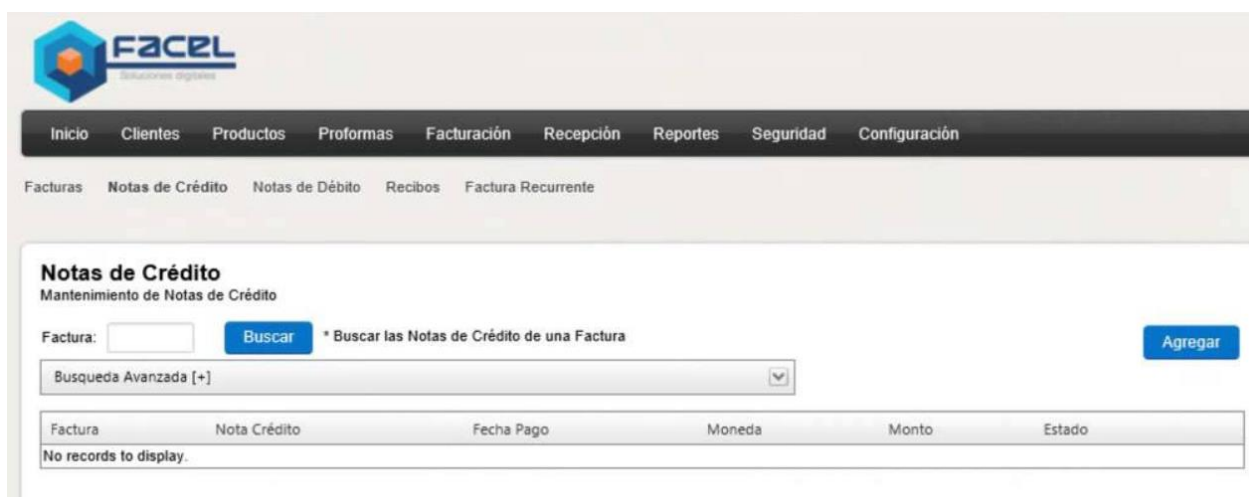 FACEL
Soluciones digitales
Inicio Clientes Productos Proformas Facturación Recepción Reportes Seguridad Configuración
Facturas Notas de Crédito Notas de Débito Recibos Factura Recurrente
Notas de Crédito
Mantenimiento de Notas de Crédito
Factura: Buscar * Buscar las Notas de Crédito de una Factura Agregar
Busqueda Avanzada [+]
Factura Nota Crédito Fecha Pago Moneda Monto Estado
No records to display.